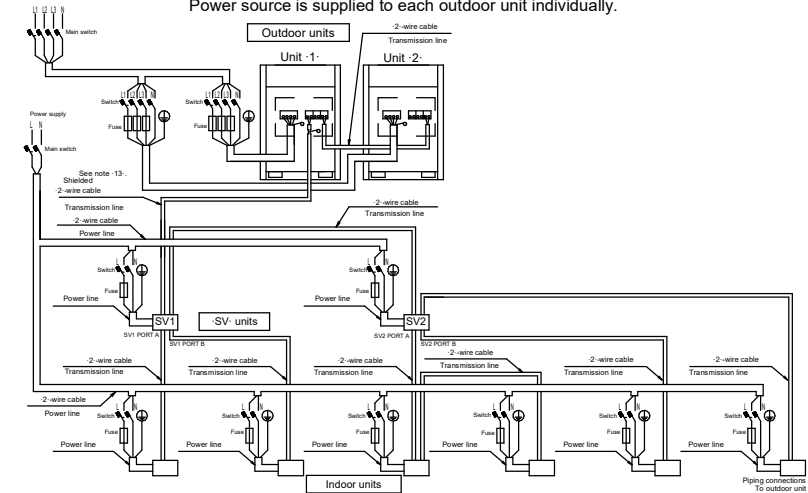 Power source is supplied to each outdoor unit individually.
L1 L2 L3 N
Main switch
Outdoor units
·2·-wire cable
Transmission line
Unit ·1·
Unit ·2·
L1 L2 L3 N
Switch
Fuse
L1 L2 L3 N
Switch
Fuse
Power supply
L N
Main switch
See note ·13·.
Shielded
·2·-wire cable
Transmission line
·2·-wire cable
Power line
·2·-wire cable
Transmission line
L N
Switch
Fuse
Power line
L N
Switch
Fuse
Power line
SV1
·SV· units
SV2
SV1 PORT A
SV1 PORT B
SV2 PORT A
SV2 PORT B
·2·-wire cable
Transmission line
·2·-wire cable
Transmission line
·2·-wire cable
Transmission line
·2·-wire cable
Transmission line
·2·-wire cable
Transmission line
·2·-wire cable
Transmission line
·2·-wire cable
Power line
L N
Switch
Fuse
Power line
L N
Switch
Fuse
Power line
L N
Switch
Fuse
Power line
L N
Switch
Fuse
Power line
L N
Switch
Fuse
Power line
L N
Switch
Fuse
Power line
Indoor units
Piping connections
To outdoor unit